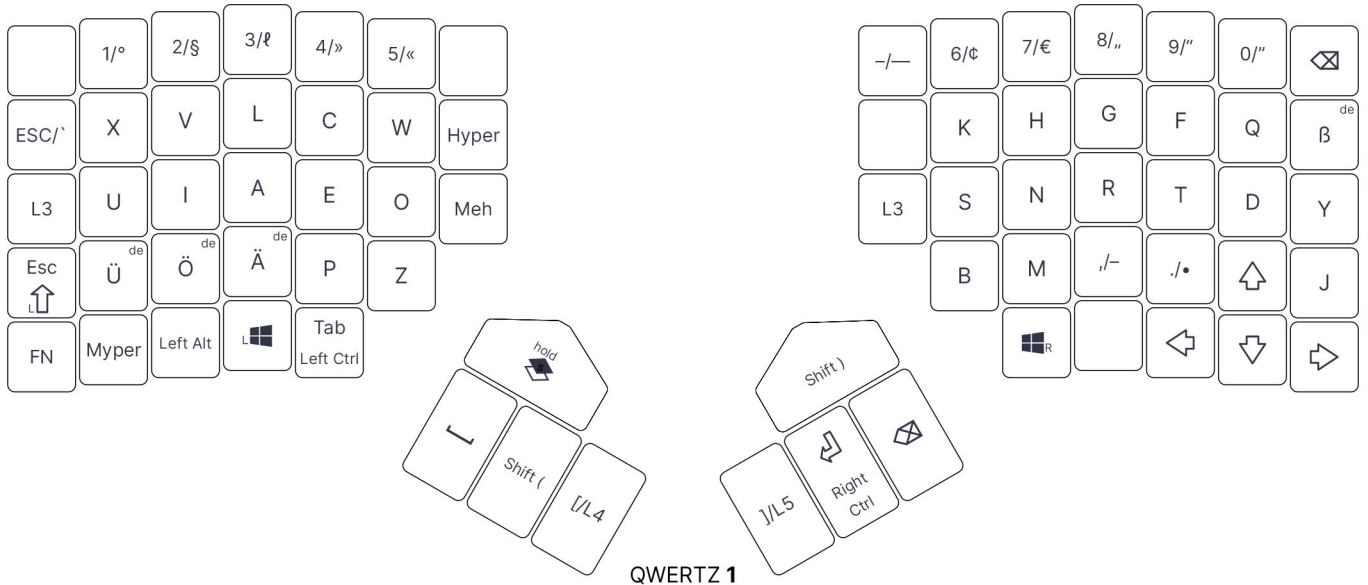 1/°
2/§
3/ℓ
4/»
5/«
–/—
6/¢
7/€
8/„
9/“
0/”
ESC/`
X
V
L
C
W
Hyper
K
H
G
F
Q
de
ß
L3
U
I
A
E
O
Meh
L3
S
N
R
T
D
Y
Esc
L
de
Ü
de
Ö
de
Ä
P
Z
B
M
,/–
./•
J
FN
Myper
Left Alt
L
Tab
Left Ctrl
R
hold
s
Shift (
[/L4
Shift )
Right
Ctrl
]/L5
QWERTZ 1